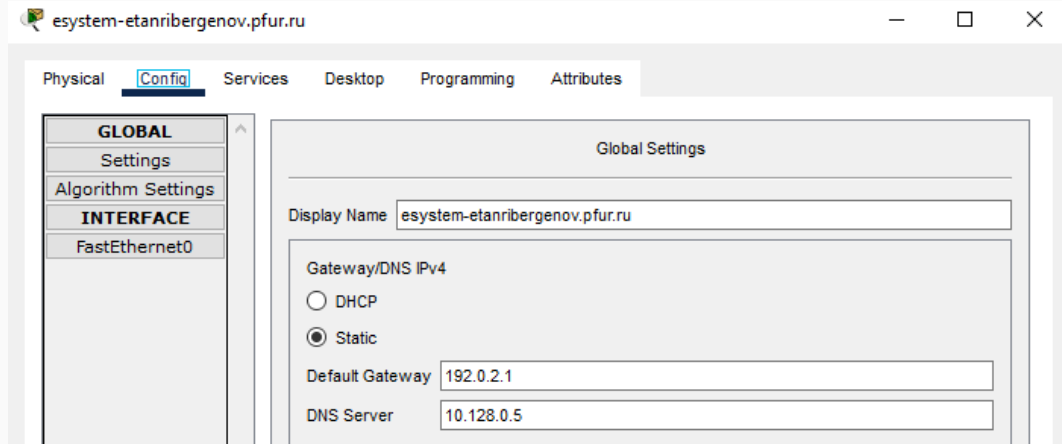 esystem-etanribergenov.pfur.ru
Physical Config Services Desktop Programming Attributes
GLOBAL
Settings
Algorithm Settings
INTERFACE
FastEthernet0
Global Settings
Display Name esystem-etanribergenov.pfur.ru
Gateway/DNS IPv4
DHCP
Static
Default Gateway 192.0.2.1
DNS Server 10.128.0.5